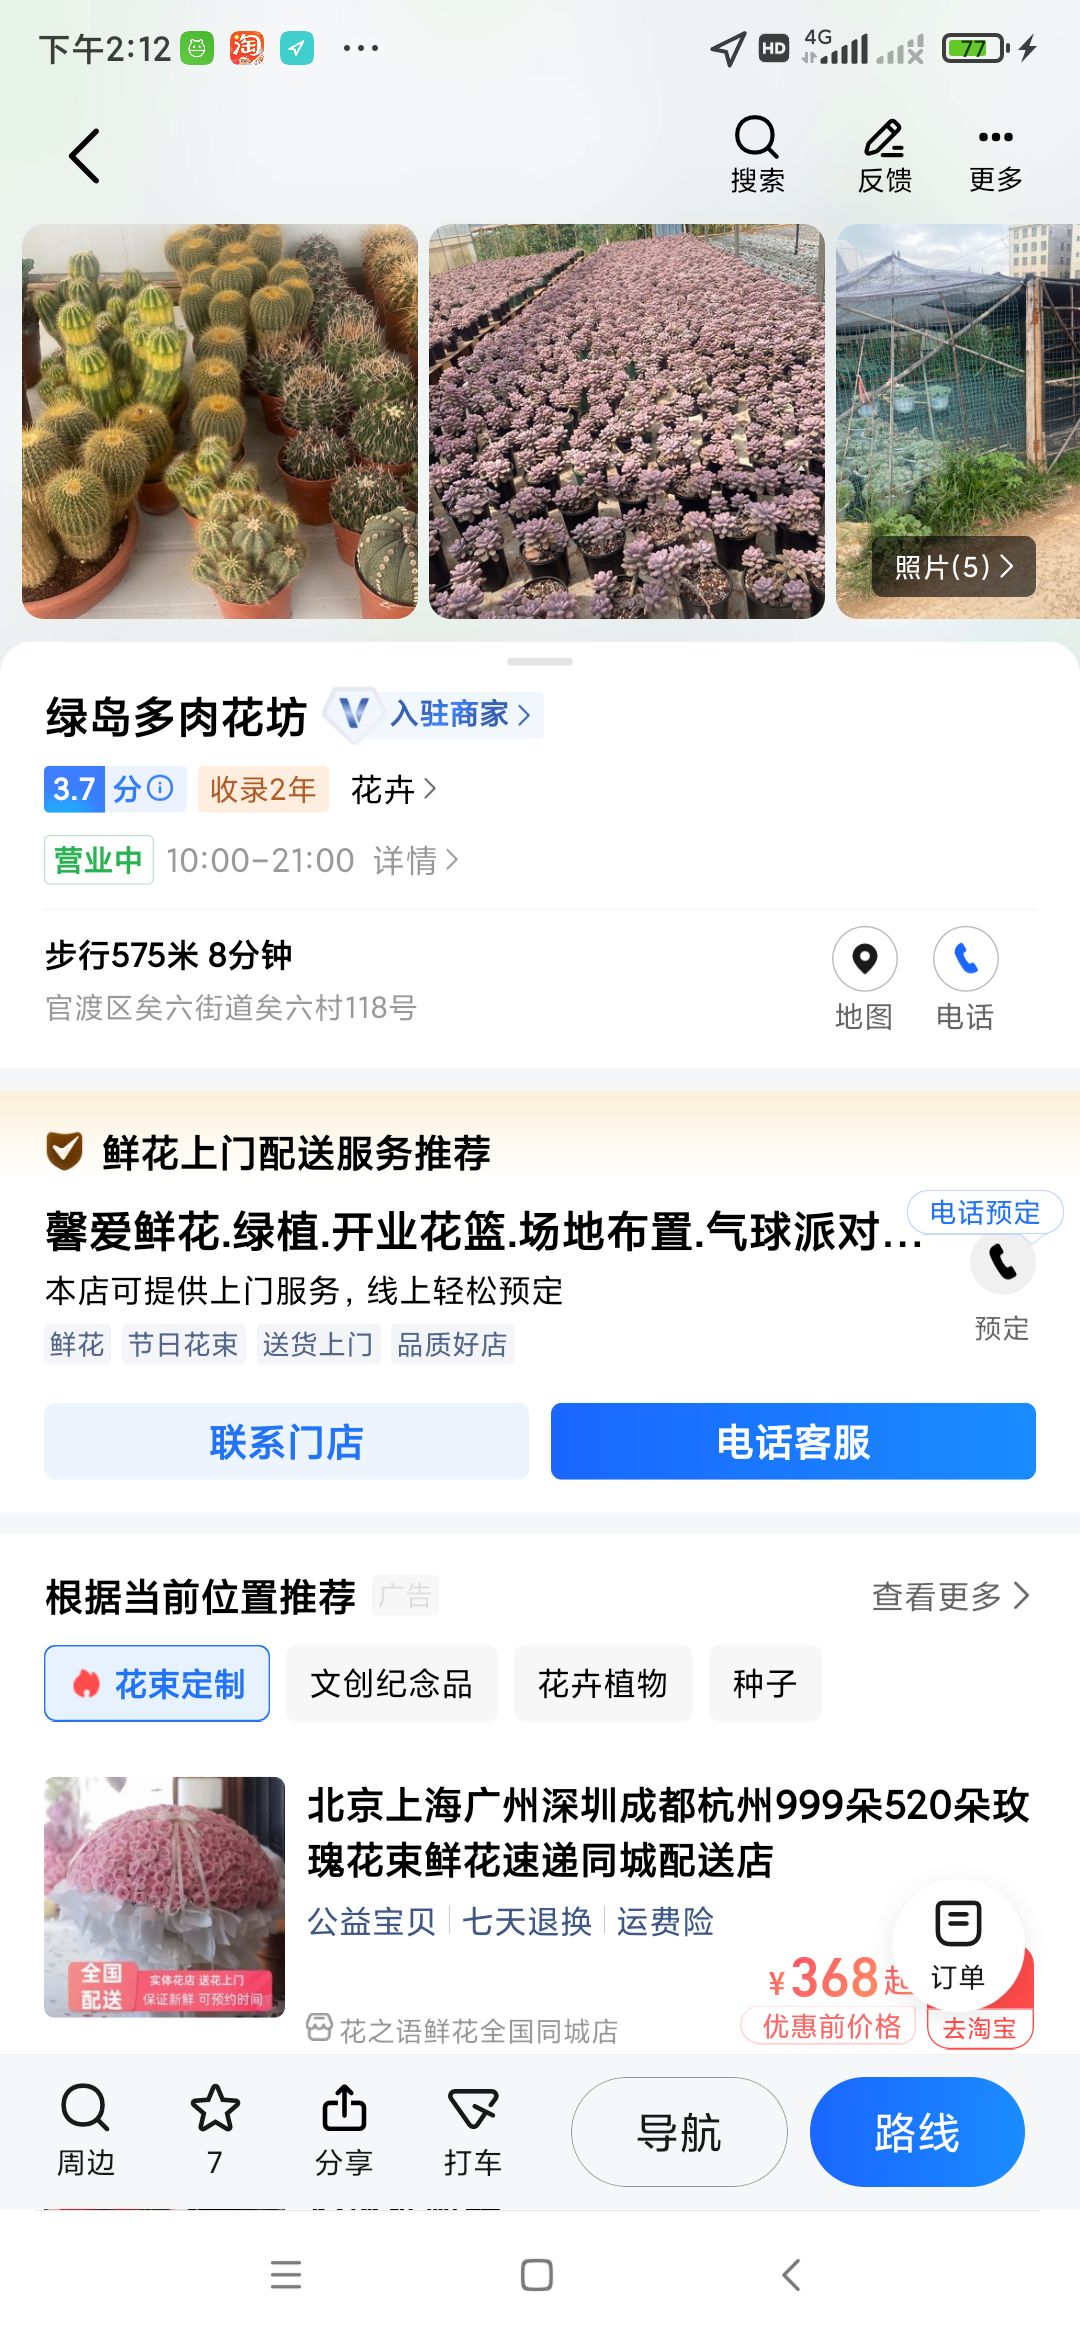 下午2:12
淘
HD
4G
77
搜索
反馈
更多
照片(5)
绿岛多肉花坊
V 入驻商家
3.7 分 收录2年 花卉
营业中 10:00-21:00 详情
步行575米 8分钟
官渡区矣六街道矣六村118号
地图
电话
鲜花上门配送服务推荐
馨爱鲜花.绿植.开业花篮.场地布置.气球派对...
电话预定
本店可提供上门服务，线上轻松预定
预定
鲜花 节日花束 送货上门 品质好店
联系门店
电话客服
根据当前位置推荐 广告
查看更多
花束定制 文创纪念品 花卉植物 种子
北京上海广州深圳成都杭州999朵520朵玫
瑰花束鲜花速递同城配送店
公益宝贝 七天退换 运费险
全国
配送
实体花店 送花上门
保证新鲜 可预约时间
¥368起
订单
花之语鲜花全国同城店
优惠前价格
去淘宝
周边
7
分享
打车
导航
路线